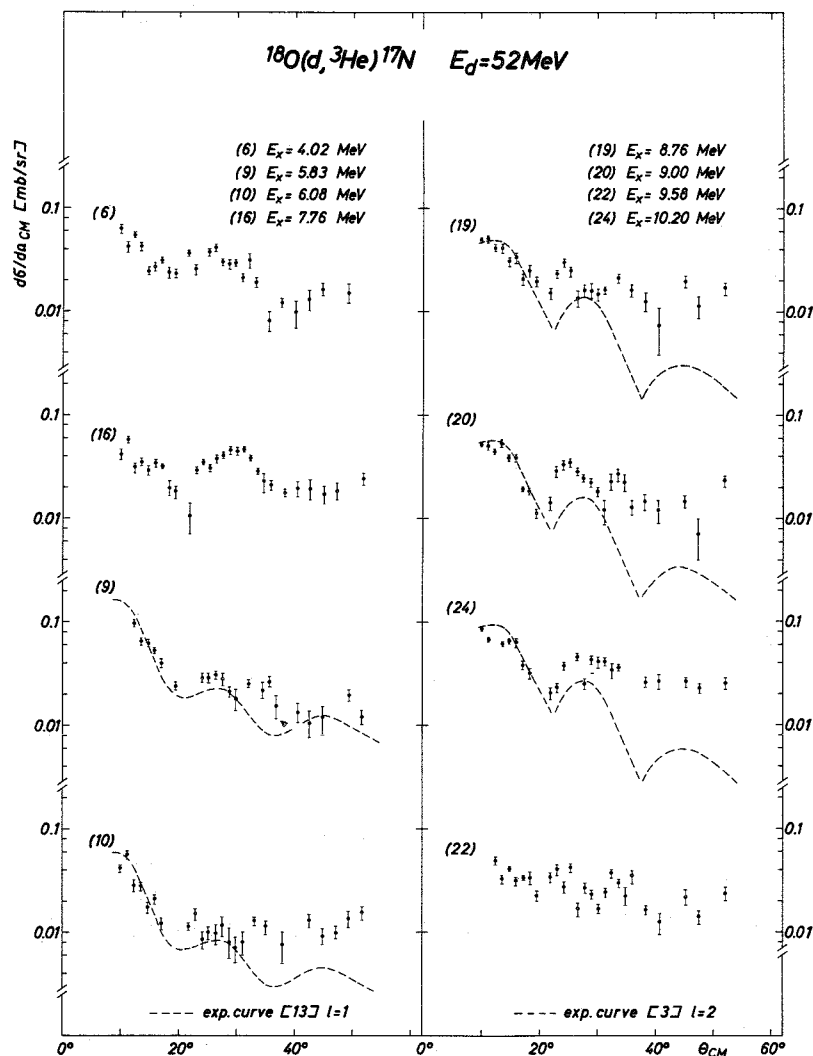 ¹⁸O(d, ³He)¹⁷N E_d=52MeV
dσ/dα_CM [mb/sr]
(6) E_x= 4.02 MeV
(9) E_x= 5.83 MeV
(10) E_x= 6.08 MeV
(16) E_x= 7.76 MeV
(19) E_x= 8.76 MeV
(20) E_x= 9.00 MeV
(22) E_x= 9.58 MeV
(24) E_x= 10.20 MeV
0.1
(6)
(19)
0.1
0.01
0.01
0.1
(16)
(20)
0.1
0.01
0.01
(9)
0.1
(24)
0.1
0.01
0.01
0.1
(10)
(22)
0.1
0.01
0.01
exp. curve [13] l=1
exp. curve [3] l=2
0° 20° 40° 0° 20° 40° θ_CM 60°